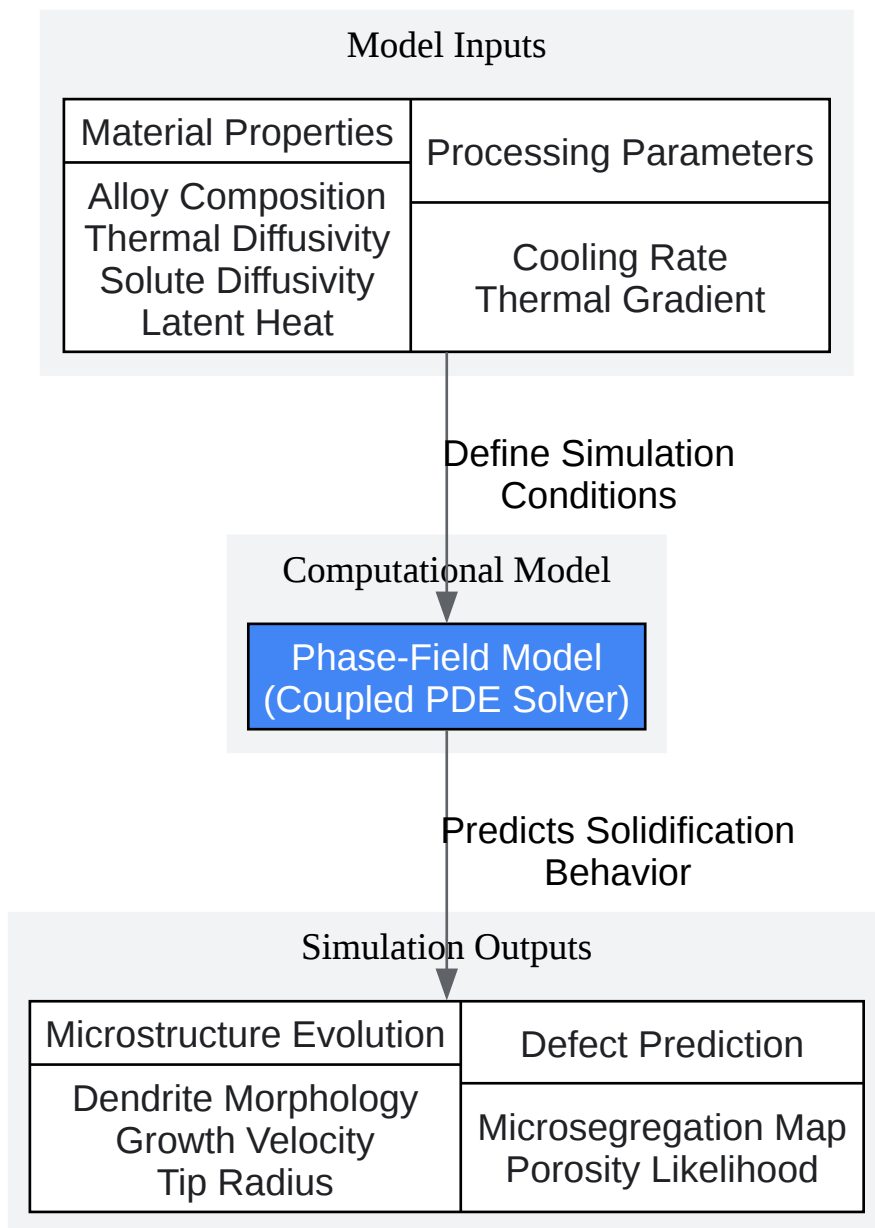 Model Inputs
Material Properties
Alloy Composition
Thermal Diffusivity
Solute Diffusivity
Latent Heat
Processing Parameters
Cooling Rate
Thermal Gradient
Define Simulation
Conditions
Computational Model
Phase-Field Model
(Coupled PDE Solver)
Predicts Solidification
Behavior
Simulation Outputs
Microstructure Evolution
Dendrite Morphology
Growth Velocity
Tip Radius
Defect Prediction
Microsegregation Map
Porosity Likelihood